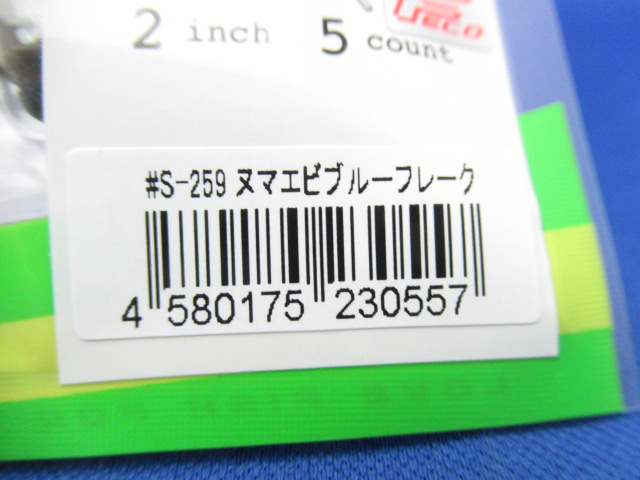 2 inch 5 count
#S-259 ヌマエビブルーフレーク
4 580175 230557